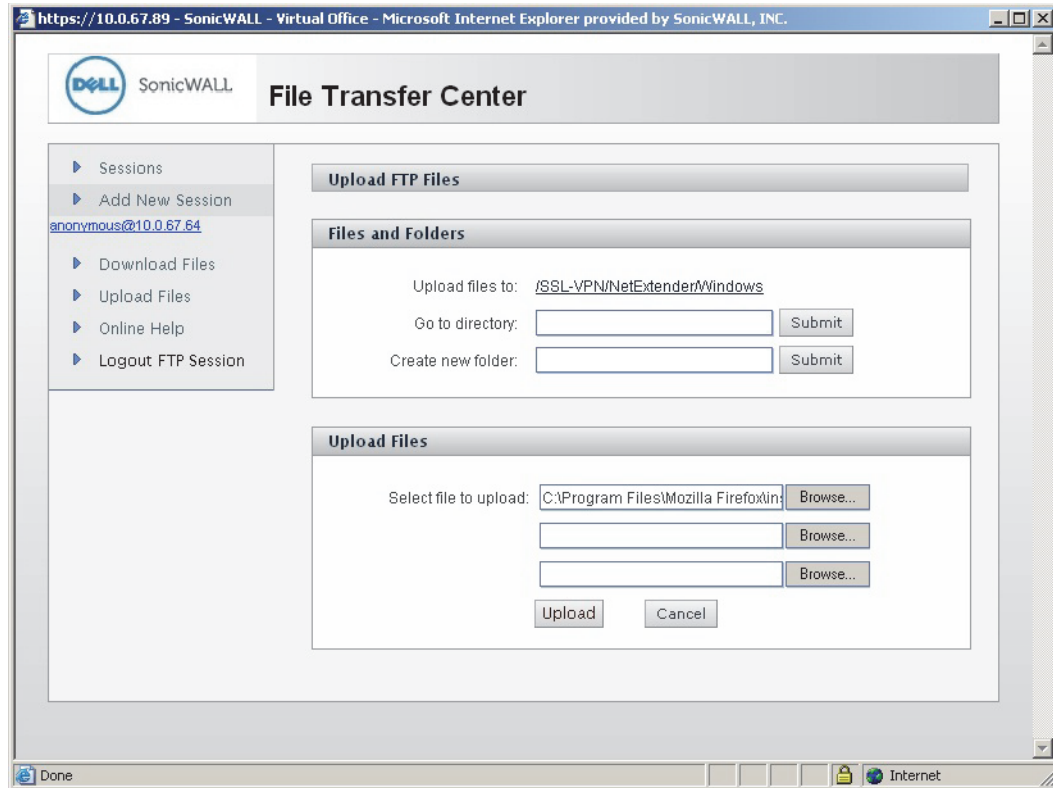 https://10.0.67.89 - SonicWALL - Virtual Office - Microsoft Internet Explorer provided by SonicWALL, INC.
DELL SonicWALL
File Transfer Center
Sessions
Add New Session
anonymous@10.0.67.64
Download Files
Upload Files
Online Help
Logout FTP Session
Upload FTP Files
Files and Folders
Upload files to: /SSL-VPN/NetExtender/Windows
Go to directory: Submit
Create new folder: Submit
Upload Files
Select file to upload: C:\Program Files\Mozilla Firefox\ins Browse...
Browse...
Browse...
Upload Cancel
Done Internet